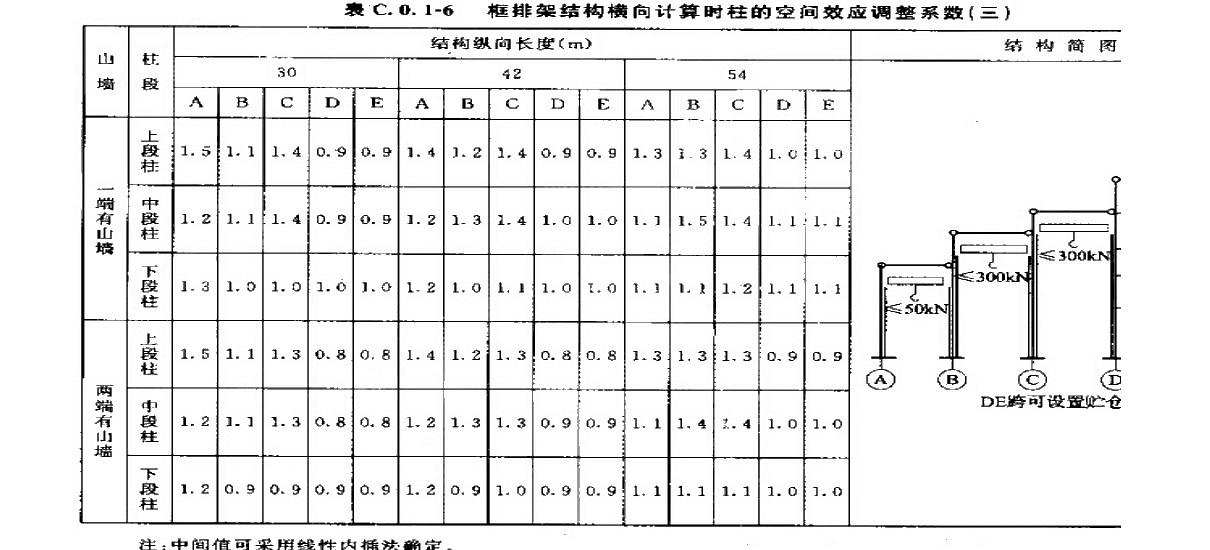 表 C.0.1-6 框排架结构横向计算时柱的空间效应调整系数(三)
山墙 柱段 结构纵向长度(m) 结构简图
30 42 54
A B C D E A B C D E A B C D E
一端有山墙
上段柱 1.5 1.1 1.4 0.9 0.9 1.4 1.2 1.4 0.9 0.9 1.3 1.3 1.4 1.0 1.0
中段柱 1.2 1.1 1.4 0.9 0.9 1.2 1.3 1.4 1.0 1.0 1.1 1.5 1.4 1.1 1.1
下段柱 1.3 1.0 1.0 1.0 1.0 1.2 1.0 1.1 1.0 1.0 1.1 1.1 1.2 1.1 1.1
两端有山墙
上段柱 1.5 1.1 1.3 0.8 0.8 1.4 1.2 1.3 0.8 0.8 1.3 1.3 1.3 0.9 0.9
中段柱 1.2 1.1 1.3 0.8 0.8 1.2 1.3 1.3 0.9 0.9 1.1 1.4 1.4 1.0 1.0
下段柱 1.2 0.9 0.9 0.9 0.9 1.2 0.9 1.0 0.9 0.9 1.1 1.1 1.1 1.0 1.0
≤300kN
≤300kN
≤50kN
A B C D
DE跨可设置贮仓
注:中间值可采用线性内插法确定。